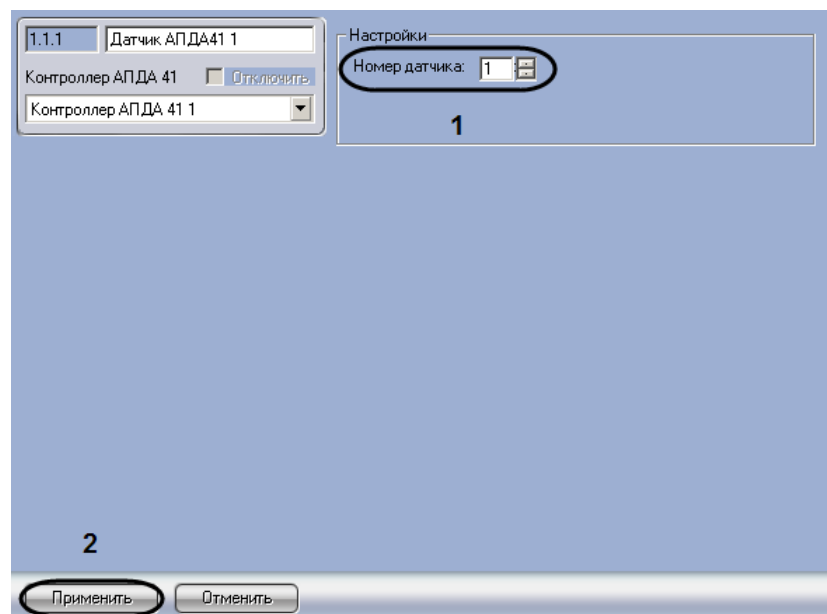 1.1.1 Датчик АПДА41 1
Контроллер АПДА 41 Отключить
Контроллер АПДА 41 1
Настройки
Номер датчика: 1
1
2
Применить Отменить